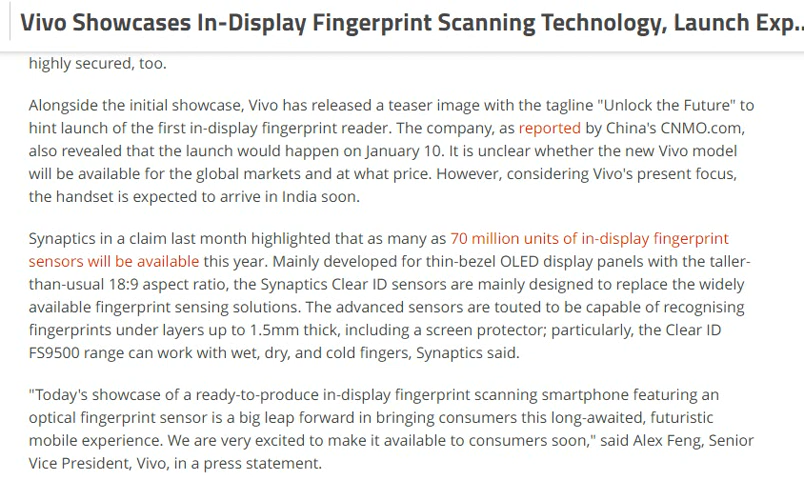 Vivo Showcases In-Display Fingerprint Scanning Technology, Launch Exp..
highly secured, too.
Alongside the initial showcase, Vivo has released a teaser image with the tagline "Unlock the Future" to
hint launch of the first in-display fingerprint reader. The company, as reported by China's CNMO.com,
also revealed that the launch would happen on January 10. It is unclear whether the new Vivo model
will be available for the global markets and at what price. However, considering Vivo's present focus,
the handset is expected to arrive in India soon.
Synaptics in a claim last month highlighted that as many as 70 million units of in-display fingerprint
sensors will be available this year. Mainly developed for thin-bezel OLED display panels with the taller-
than-usual 18:9 aspect ratio, the Synaptics Clear ID sensors are mainly designed to replace the widely
available fingerprint sensing solutions. The advanced sensors are touted to be capable of recognising
fingerprints under layers up to 1.5mm thick, including a screen protector; particularly, the Clear ID
FS9500 range can work with wet, dry, and cold fingers, Synaptics said.
"Today's showcase of a ready-to-produce in-display fingerprint scanning smartphone featuring an
optical fingerprint sensor is a big leap forward in bringing consumers this long-awaited, futuristic
mobile experience. We are very excited to make it available to consumers soon," said Alex Feng, Senior
Vice President, Vivo, in a press statement.